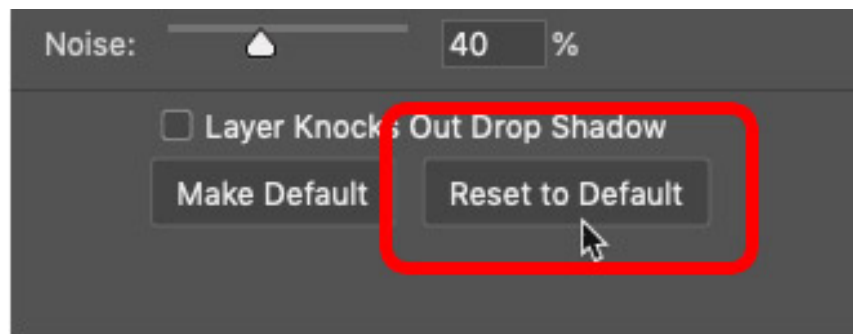 Noise: 40 %
Layer Knocks Out Drop Shadow
Make Default Reset to Default